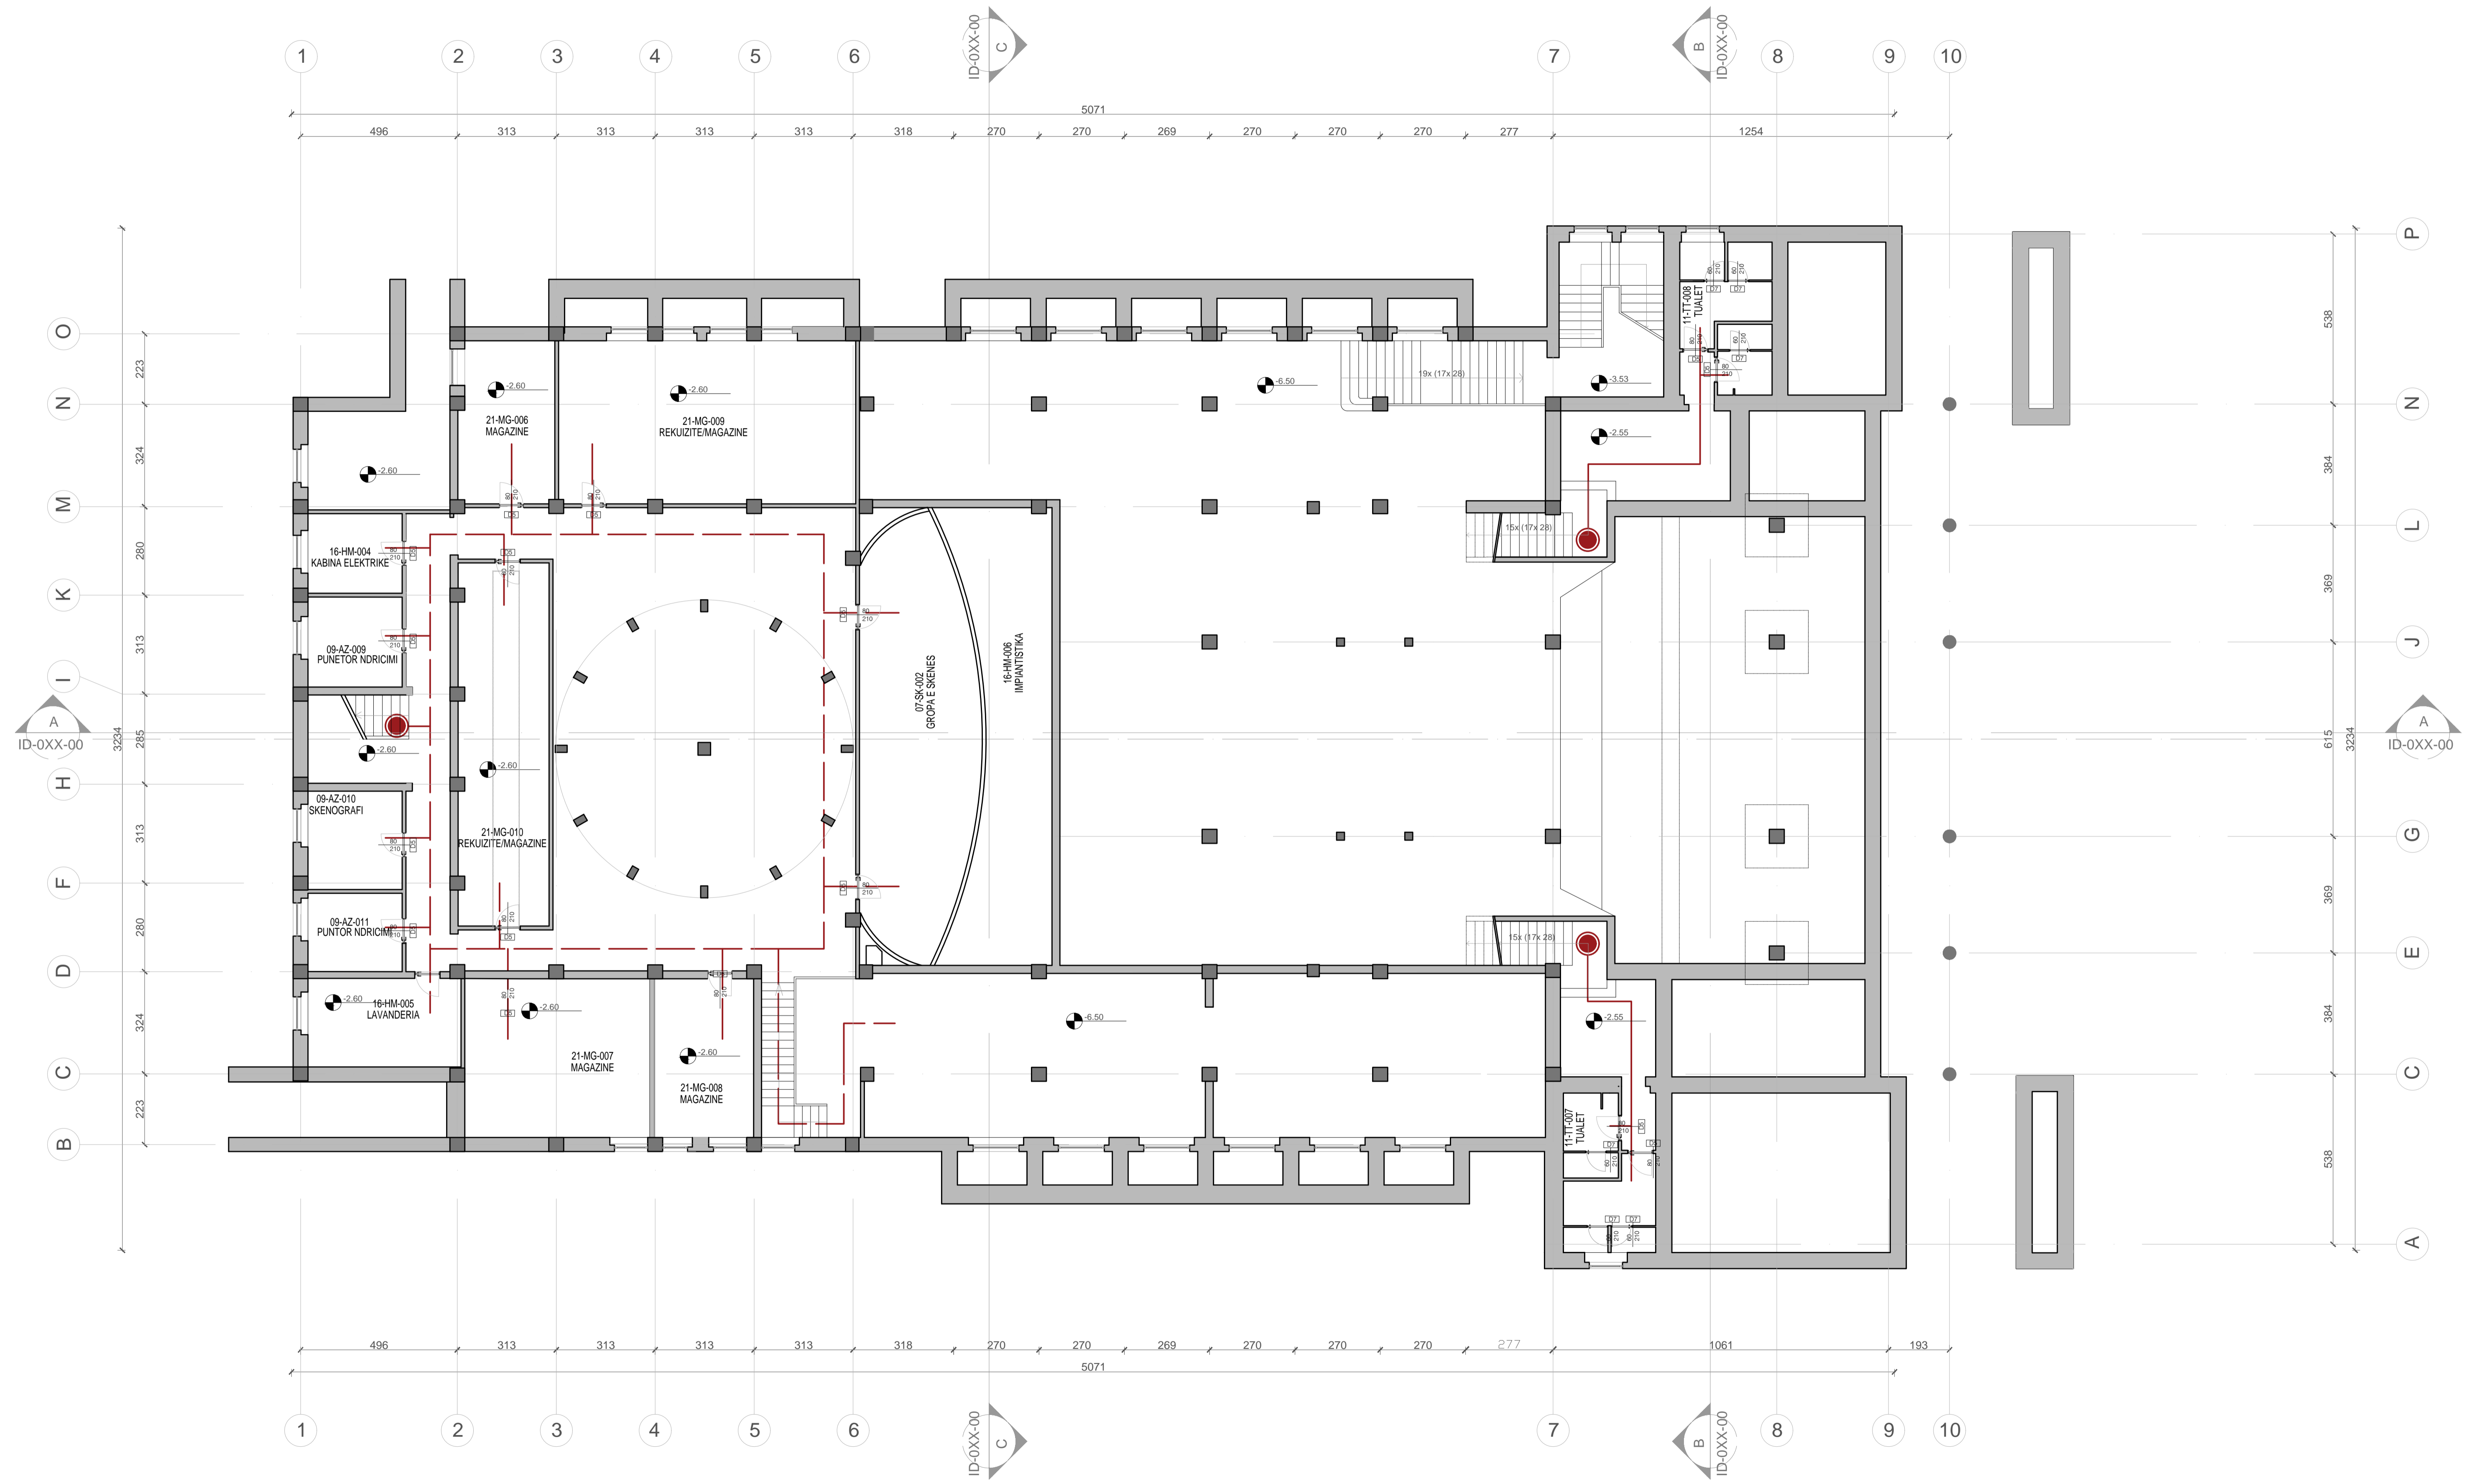 ID-0XX-00
C
B
ID-0XX-00
1
2
3
4
5
6
7
8
9
10
5071
496
313
313
313
313
318
270
270
269
270
270
270
277
1254
P
O
N
M
K
I
H
F
D
C
B
N
L
J
G
E
C
A
223
324
280
313
285
313
280
324
223
3234
538
384
369
615
369
384
538
3234
A
ID-0XX-00
A
ID-0XX-00
-2.60
21-MG-006
MAGAZINE
-2.60
21-MG-009
REKUIZITE/MAGAZINE
-6.50
19x (17x 28)
-3.53
-2.55
11-TT-008
TUALET
-2.60
16-HM-004
KABINA ELEKTRIKE
15x (17x 28)
09-AZ-009
PUNETOR NDRICIMI
07-SK-002
GROPA E SKENES
16-HM-006
IMPIANTISTIKA
-2.60
-2.60
09-AZ-010
SKENOGRAFI
21-MG-010
REKUIZITE/MAGAZINE
09-AZ-011
PUNTOR NDRICIMI
15x (17x 28)
-2.60
16-HM-005
LAVANDERIA
-2.60
-6.50
-2.55
21-MG-007
MAGAZINE
-2.60
21-MG-008
MAGAZINE
11-TT-007
TUALET
80
210
D5
60
210
D7
496
313
313
313
313
318
270
270
269
270
270
270
277
1061
193
5071
1
2
3
4
5
6
7
8
9
10
ID-0XX-00
C
B
ID-0XX-00